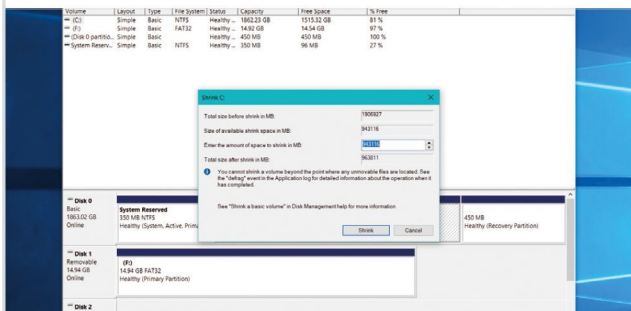 Volume Layout Type File System Status Capacity Free Space % Free
(C:) Simple Basic NTFS Healthy ... 1862.23 GB 1515.32 GB 81 %
(F:) Simple Basic FAT32 Healthy ... 14.92 GB 14.54 GB 97 %
(Disk 0 partitio... Simple Basic Healthy ... 450 MB 450 MB 100 %
System Reserv... Simple Basic NTFS Healthy ... 350 MB 96 MB 27 %
Shrink C:
Total size before shrink in MB: 1906927
Size of available shrink space in MB: 943116
Enter the amount of space to shrink in MB: 943116
Total size after shrink in MB: 963811
You cannot shrink a volume beyond the point where any unmovable files are located. See
the "defrag" event in the Application log for detailed information about the operation when it
has completed.
See "Shrink a basic volume" in Disk Management help for more information
Shrink Cancel
Disk 0
Basic
1863.02 GB
Online
System Reserved
350 MB NTFS
Healthy (System, Active, Prim
450 MB
Healthy (Recovery Partition)
Disk 1
Removable
14.94 GB
Online
(F:)
14.94 GB FAT32
Healthy (Primary Partition)
Disk 2